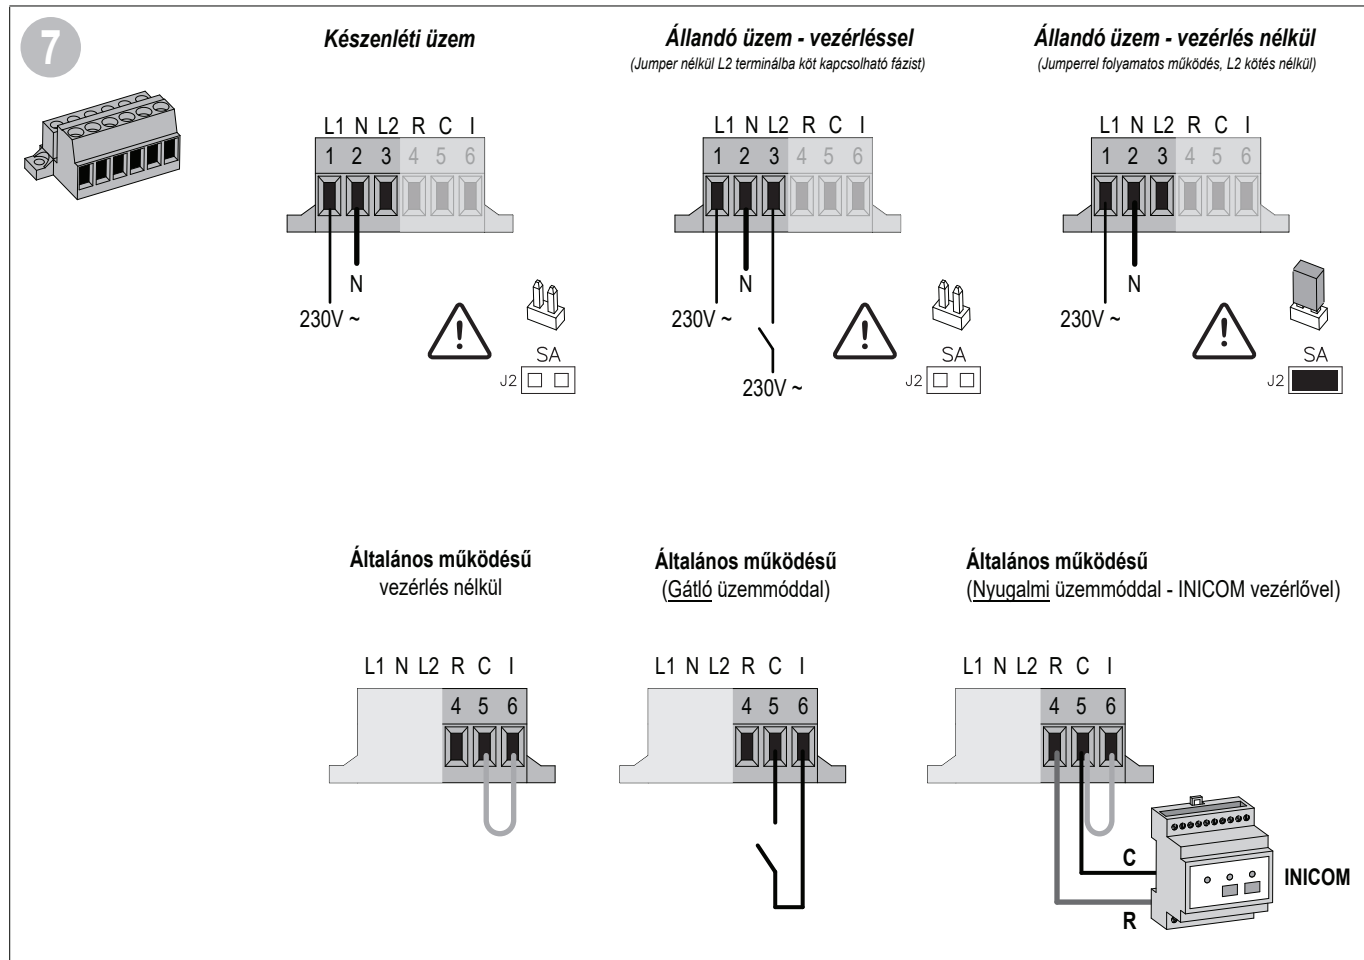 7
Készenléti üzem
L1 N L2 R C I
1 2 3 4 5 6
N
230V ~
SA
J2
Állandó üzem - vezérléssel
(Jumper nélkül L2 terminálba köt kapcsolható fázist)
L1 N L2 R C I
1 2 3 4 5 6
N
230V ~
230V ~
SA
J2
Állandó üzem - vezérlés nélkül
(Jumperrel folyamatos működés, L2 kötés nélkül)
L1 N L2 R C I
1 2 3 4 5 6
N
230V ~
SA
J2
Általános működésű
vezérlés nélkül
L1 N L2 R C I
4 5 6
Általános működésű
(Gátló üzemmóddal)
L1 N L2 R C I
4 5 6
Általános működésű
(Nyugalmi üzemmóddal - INICOM vezérlővel)
L1 N L2 R C I
4 5 6
C
INICOM
R